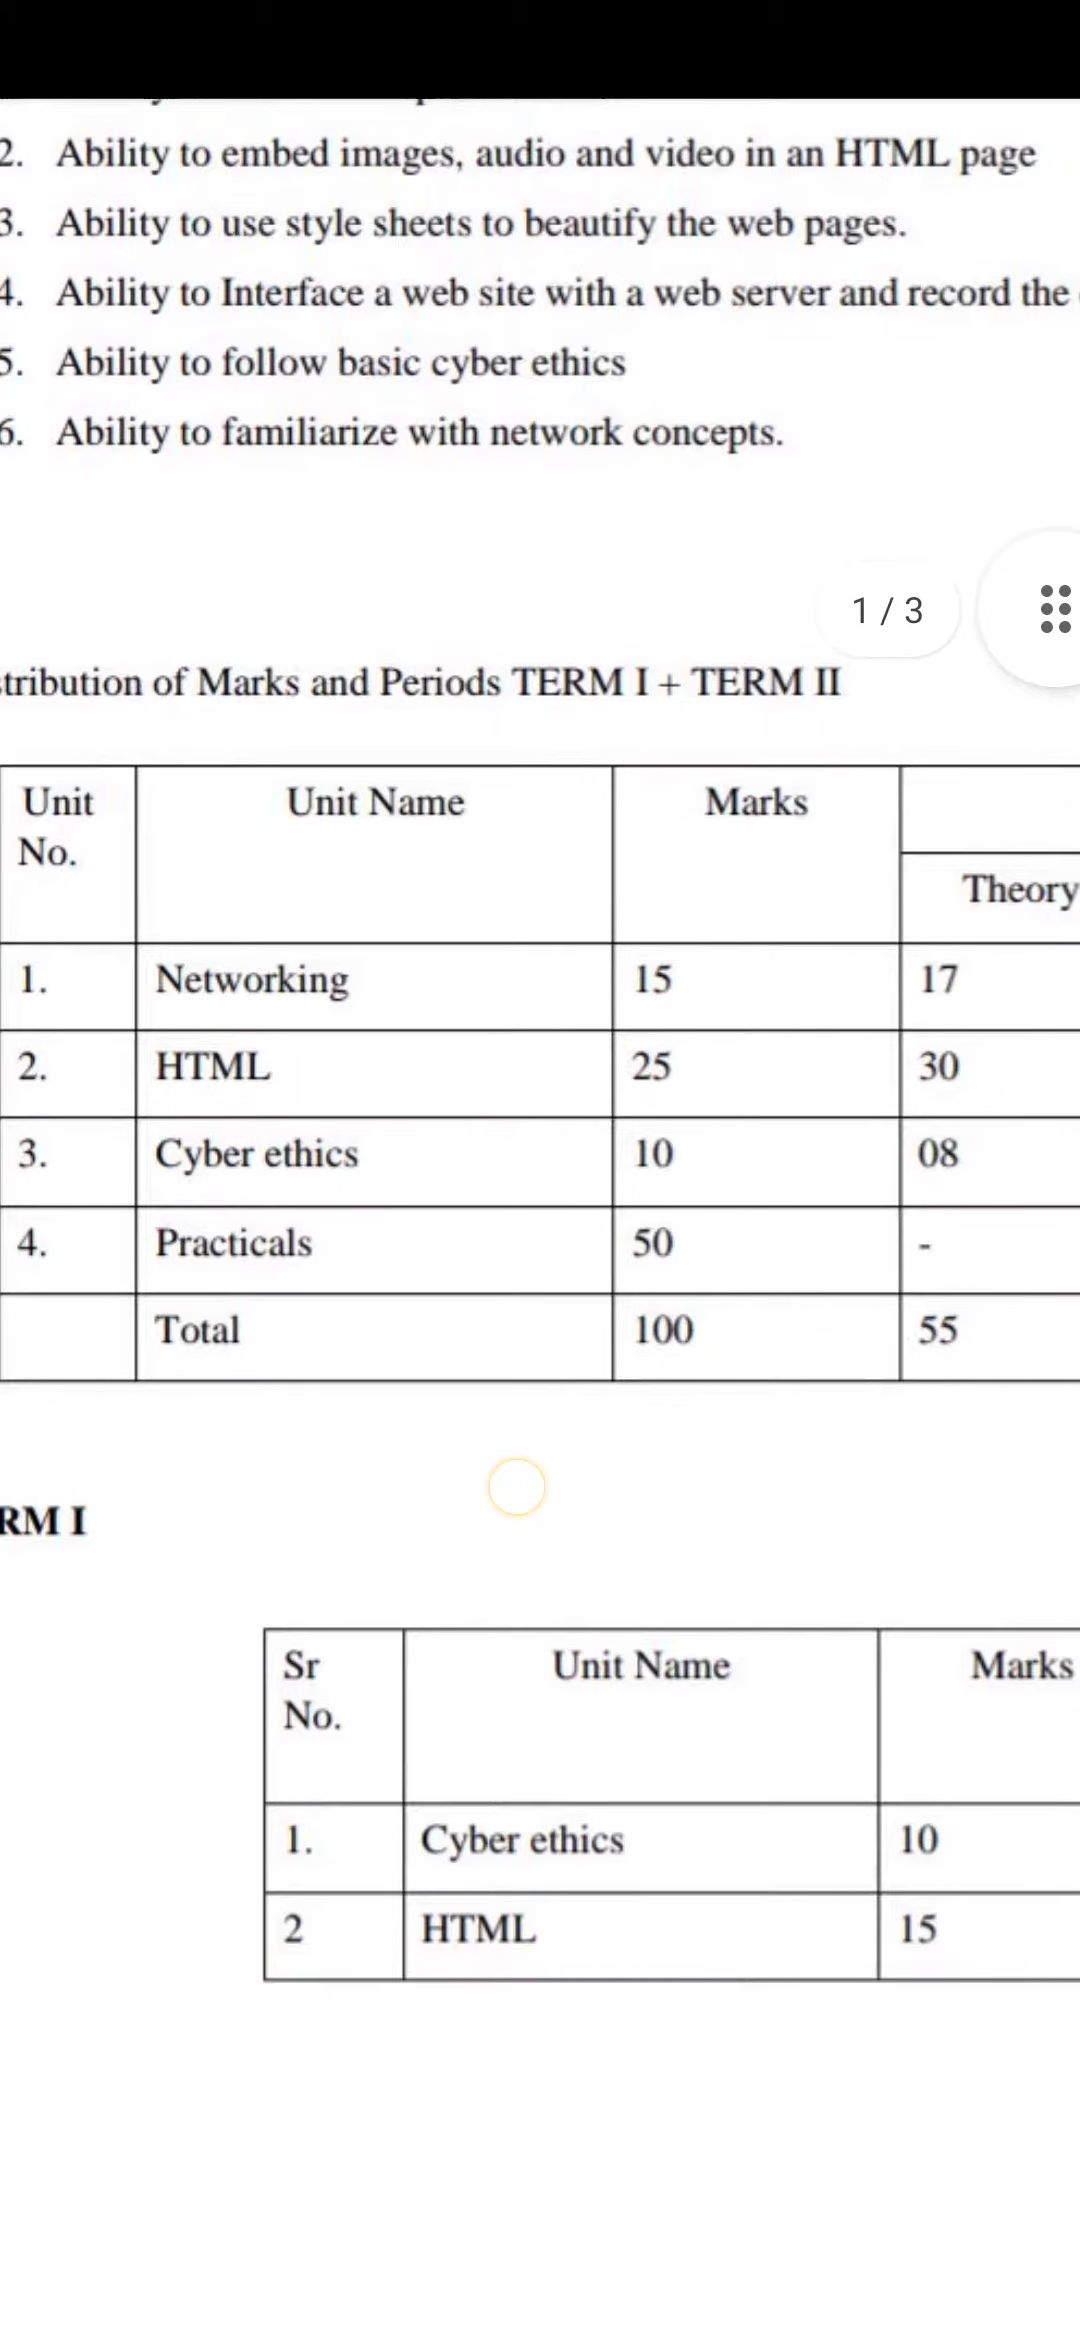 2. Ability to embed images, audio and video in an HTML page
3. Ability to use style sheets to beautify the web pages.
4. Ability to Interface a web site with a web server and record the
5. Ability to follow basic cyber ethics
6. Ability to familiarize with network concepts.
1 / 3
stribution of Marks and Periods TERM I + TERM II
Unit No. Unit Name Marks
Theory
1. Networking 15 17
2. HTML 25 30
3. Cyber ethics 10 08
4. Practicals 50 -
Total 100 55
RM I
Sr No. Unit Name Marks
1. Cyber ethics 10
2 HTML 15